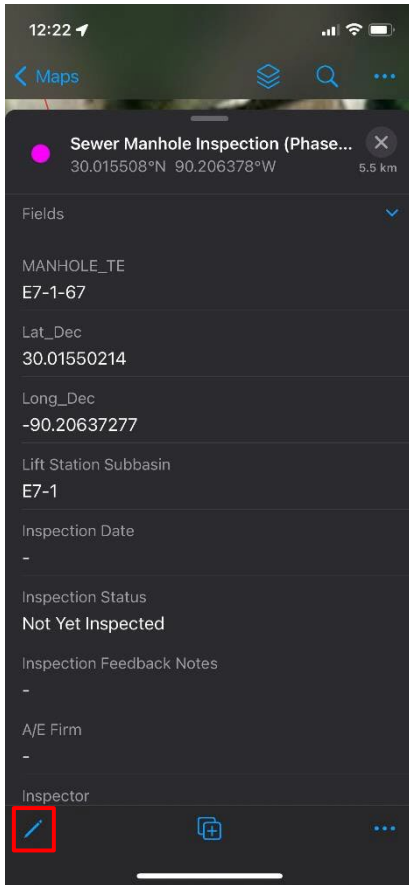 12:22
Maps
Sewer Manhole Inspection (Phase...
30.015508°N 90.206378°W
5.5 km
Fields
MANHOLE_TE
E7-1-67
Lat_Dec
30.01550214
Long_Dec
-90.20637277
Lift Station Subbasin
E7-1
Inspection Date
-
Inspection Status
Not Yet Inspected
Inspection Feedback Notes
-
A/E Firm
-
Inspector